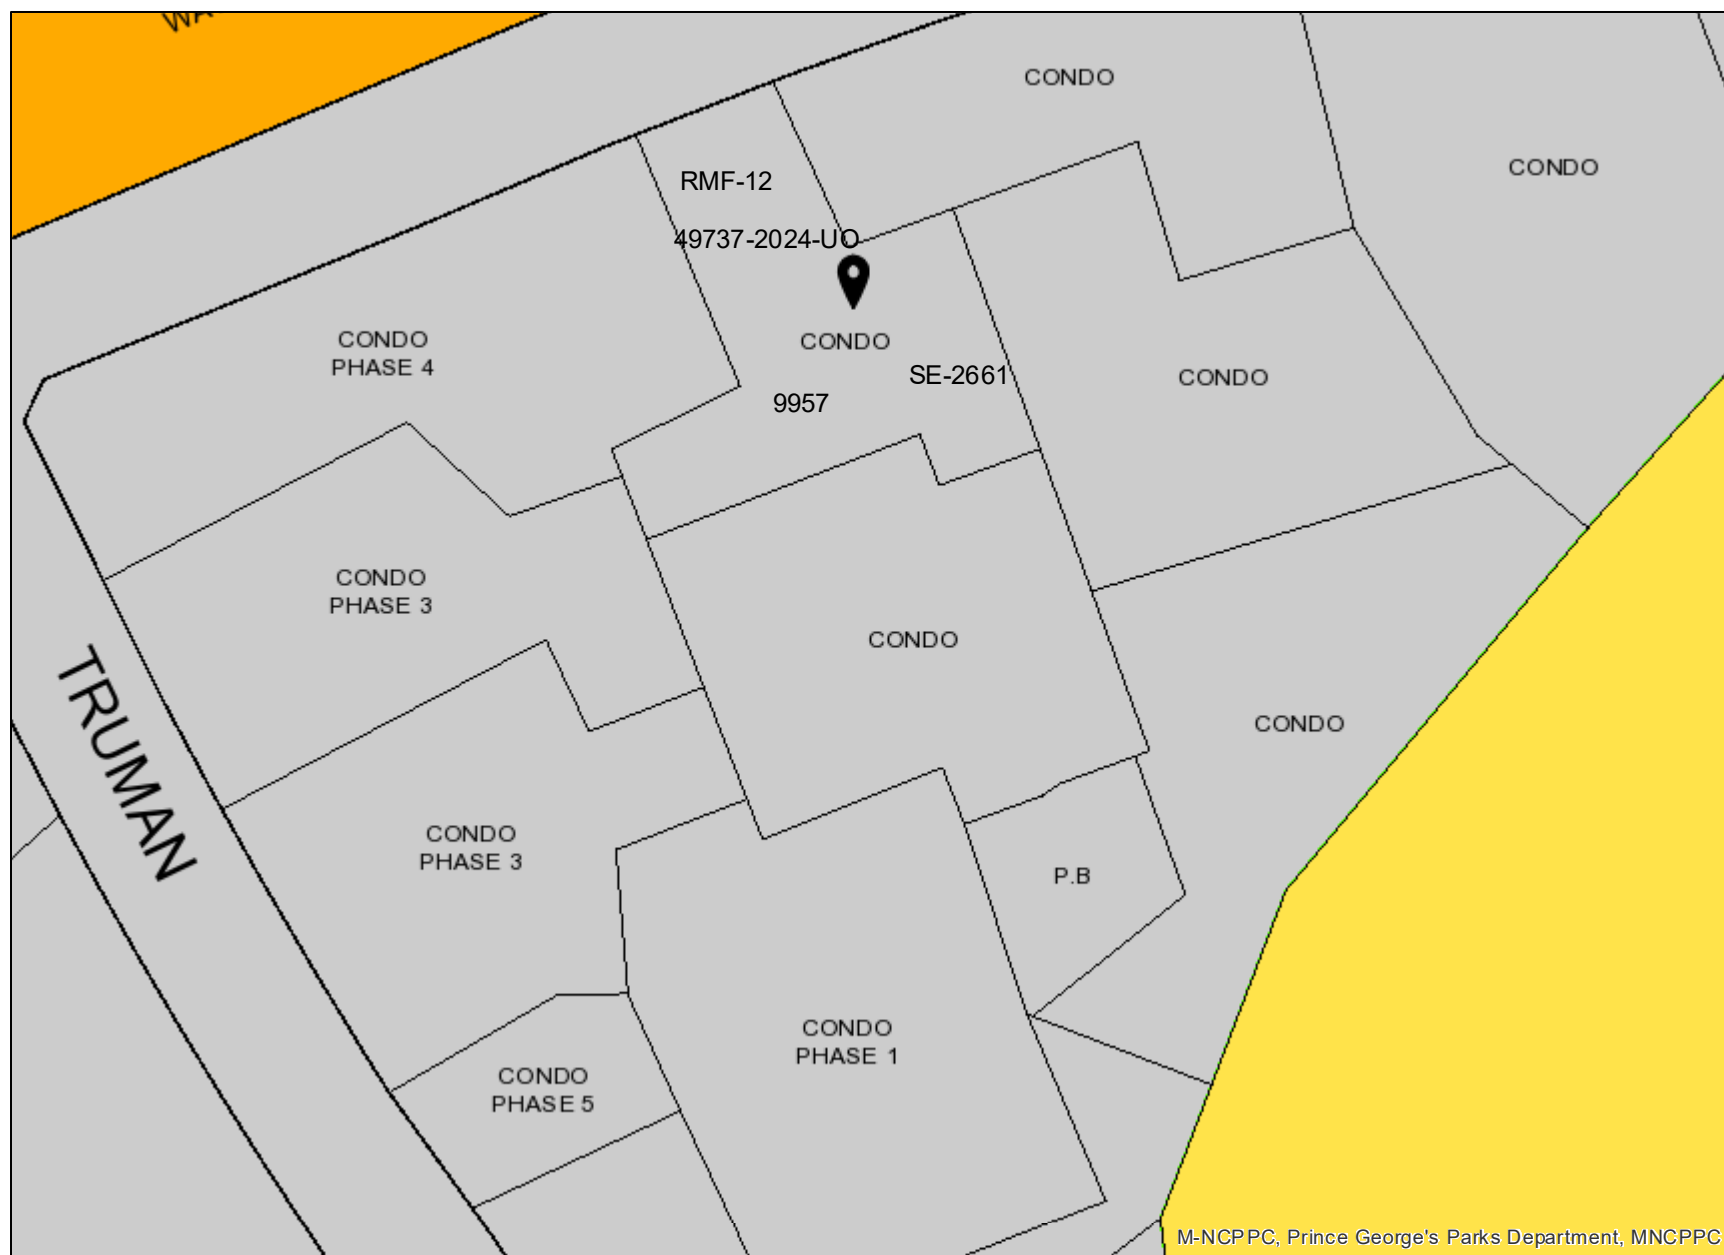 WA
CONDO
CONDO
RMF-12
49737-2024-UO
CONDO
PHASE 4
CONDO
SE-2661
9957
CONDO
CONDO
PHASE 3
CONDO
TRUMAN
CONDO
CONDO
PHASE 3
P.B
CONDO
PHASE 1
CONDO
PHASE 5
M-NCPPC, Prince George's Parks Department, MNCPPC